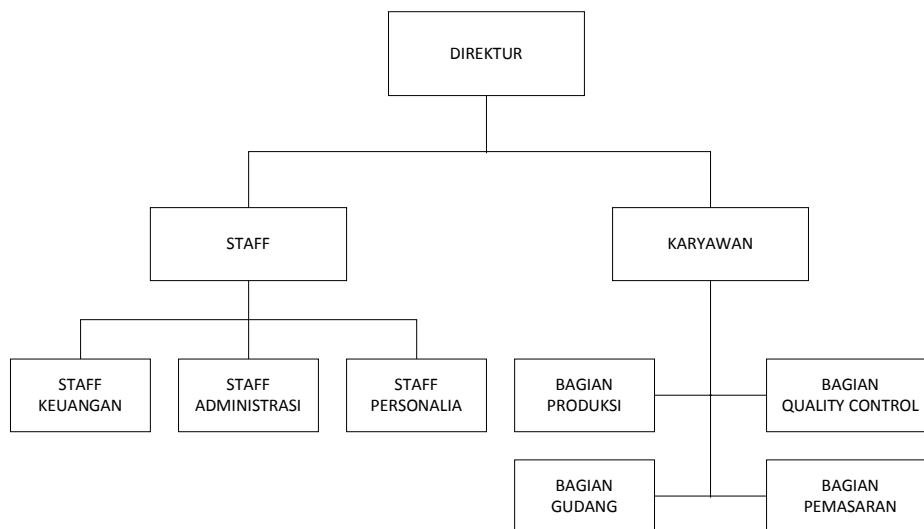 DIREKTUR
STAFF
KARYAWAN
STAFF
KEUANGAN
STAFF
ADMINISTRASI
STAFF
PERSONALIA
BAGIAN
PRODUKSI
BAGIAN
QUALITY CONTROL
BAGIAN
GUDANG
BAGIAN
PEMASARAN